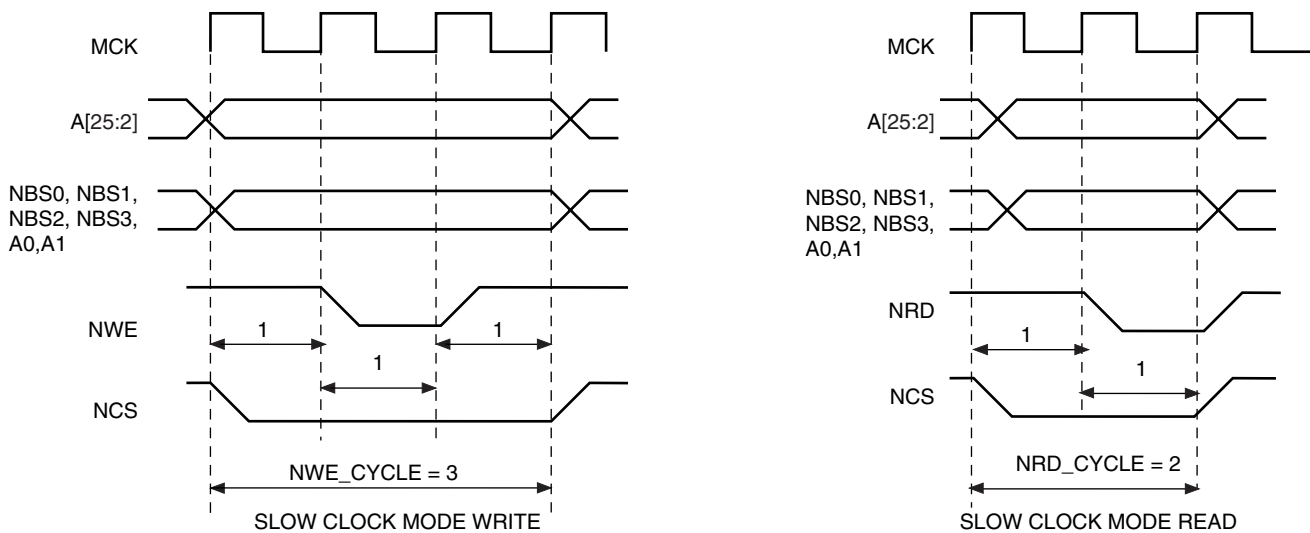 MCK
A[25:2]
NBS0, NBS1,
NBS2, NBS3,
A0,A1
NWE
1
1
1
NCS
NWE_CYCLE = 3
SLOW CLOCK MODE WRITE
MCK
A[25:2]
NBS0, NBS1,
NBS2, NBS3,
A0,A1
NRD
1
1
NCS
NRD_CYCLE = 2
SLOW CLOCK MODE READ